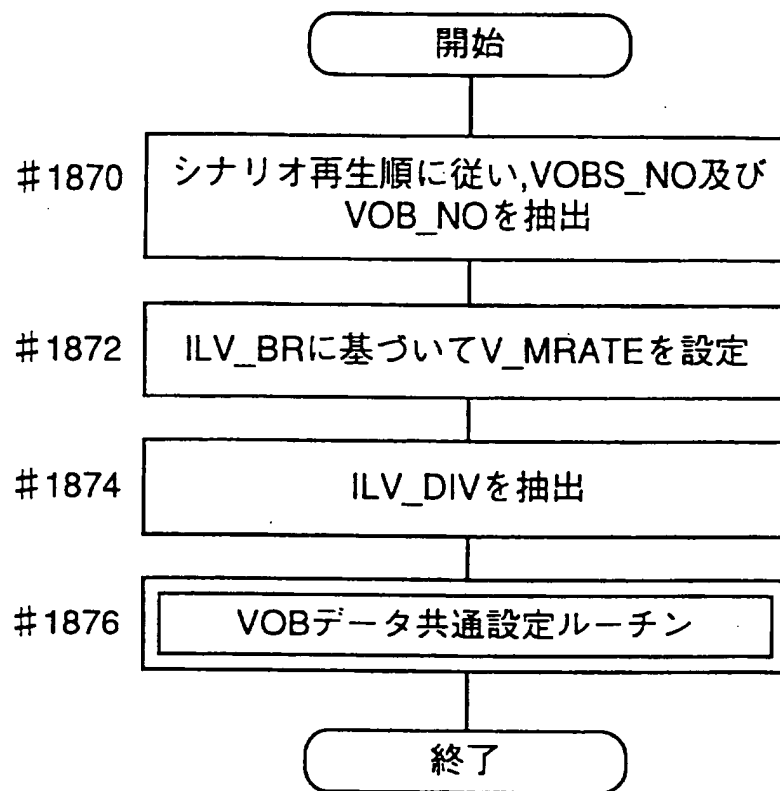 開始
#1870
シナリオ再生順に従い,VOBS_NO及び
VOB_NOを抽出
#1872
ILV_BRに基づいてV_MRATEを設定
#1874
ILV_DIVを抽出
#1876
VOBデータ共通設定ルーチン
終了